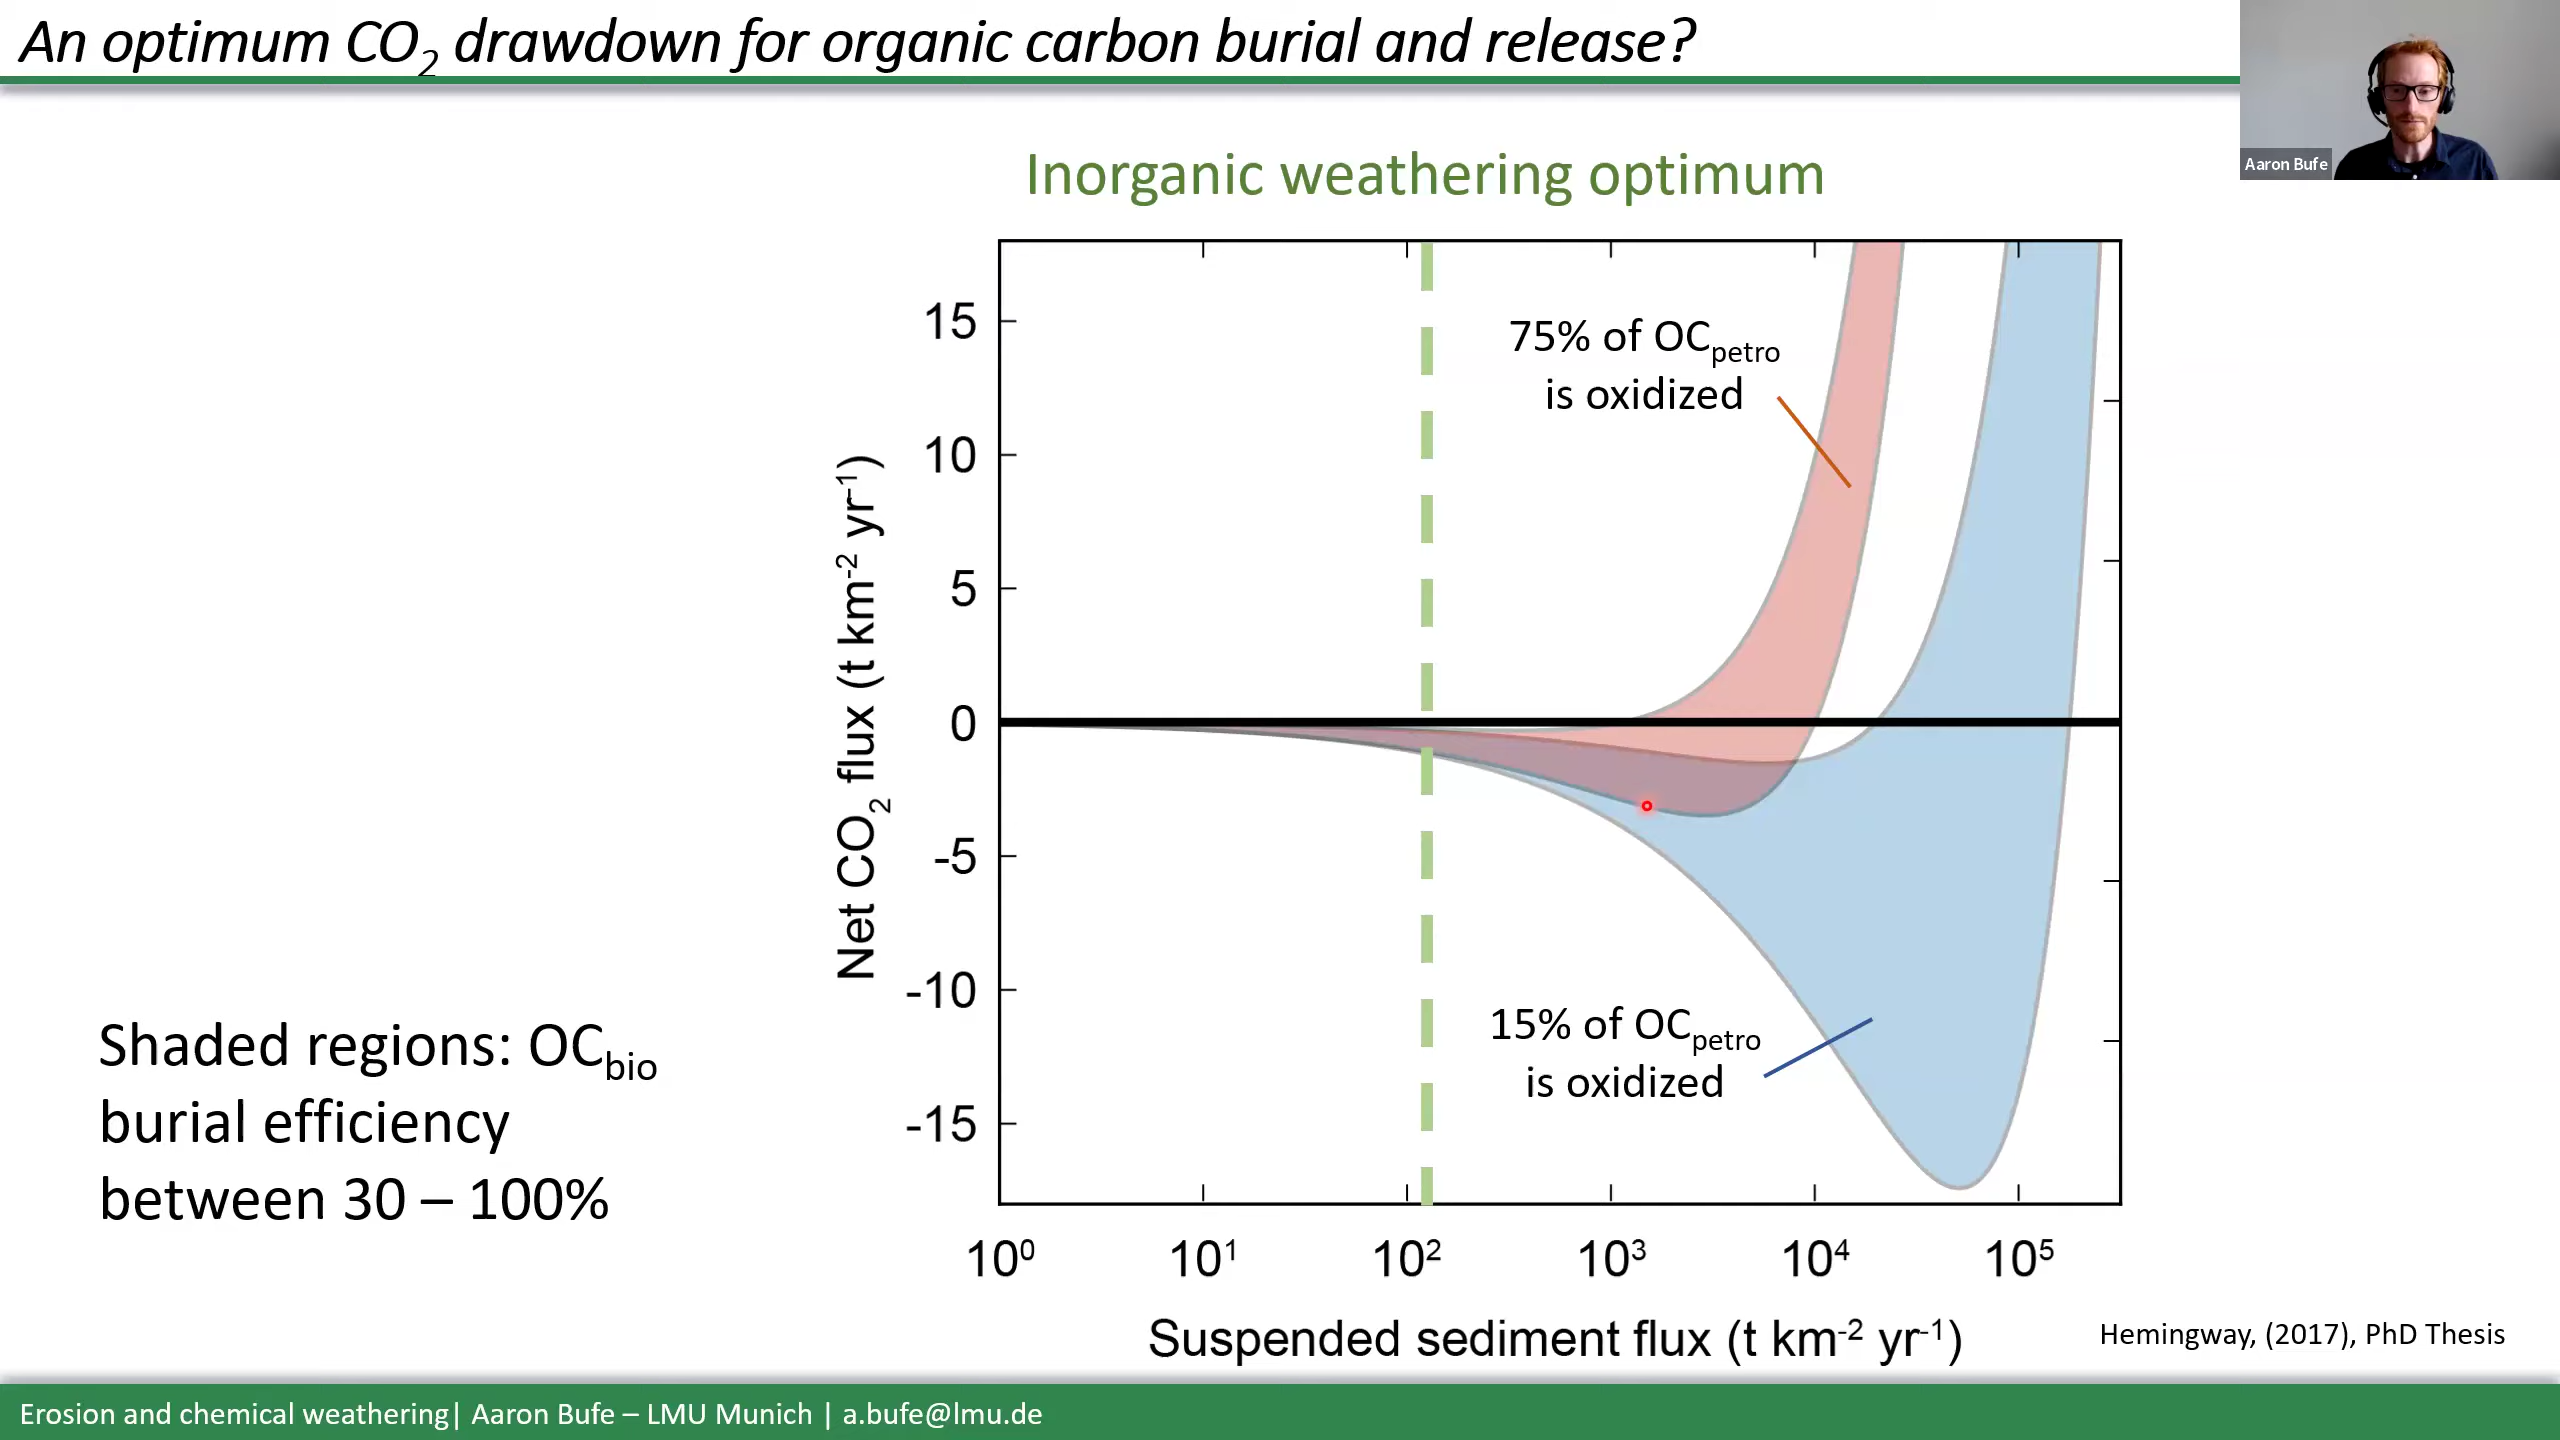 An optimum CO₂ drawdown for organic carbon burial and release?
Aaron Bufe
Inorganic weathering optimum
75% of OCpetro
is oxidized
15
10
5
0
-5
-10
-15
Net CO₂ flux (t km⁻² yr⁻¹)
15% of OCpetro
is oxidized
Shaded regions: OCbio
burial efficiency
between 30 – 100%
10⁰ 10¹ 10² 10³ 10⁴ 10⁵
Suspended sediment flux (t km⁻² yr⁻¹)
Hemingway, (2017), PhD Thesis
Erosion and chemical weathering| Aaron Bufe – LMU Munich | a.bufe@lmu.de